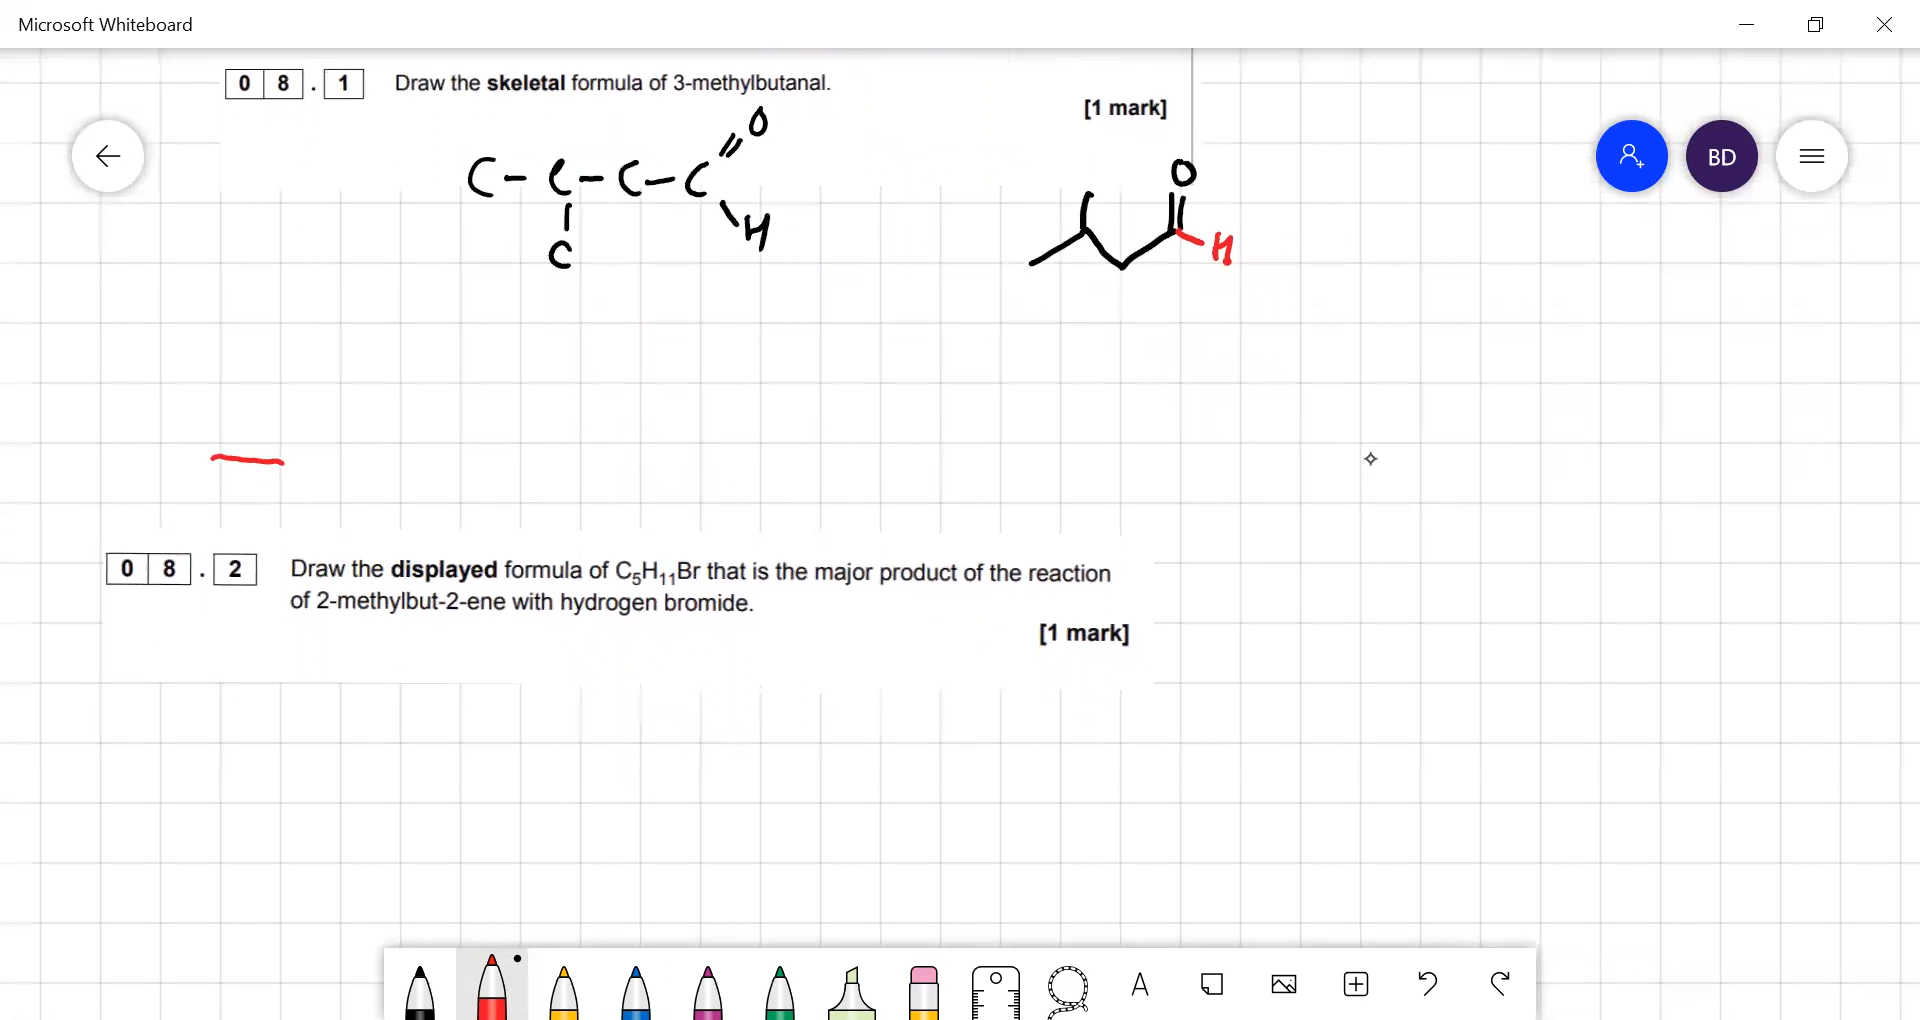 Microsoft Whiteboard
0 8 . 1 Draw the skeletal formula of 3-methylbutanal.
[1 mark]
O
C - C - C - C
H
C
O
H
BD
0 8 . 2 Draw the displayed formula of C₅H₁₁Br that is the major product of the reaction
of 2-methylbut-2-ene with hydrogen bromide.
[1 mark]
A